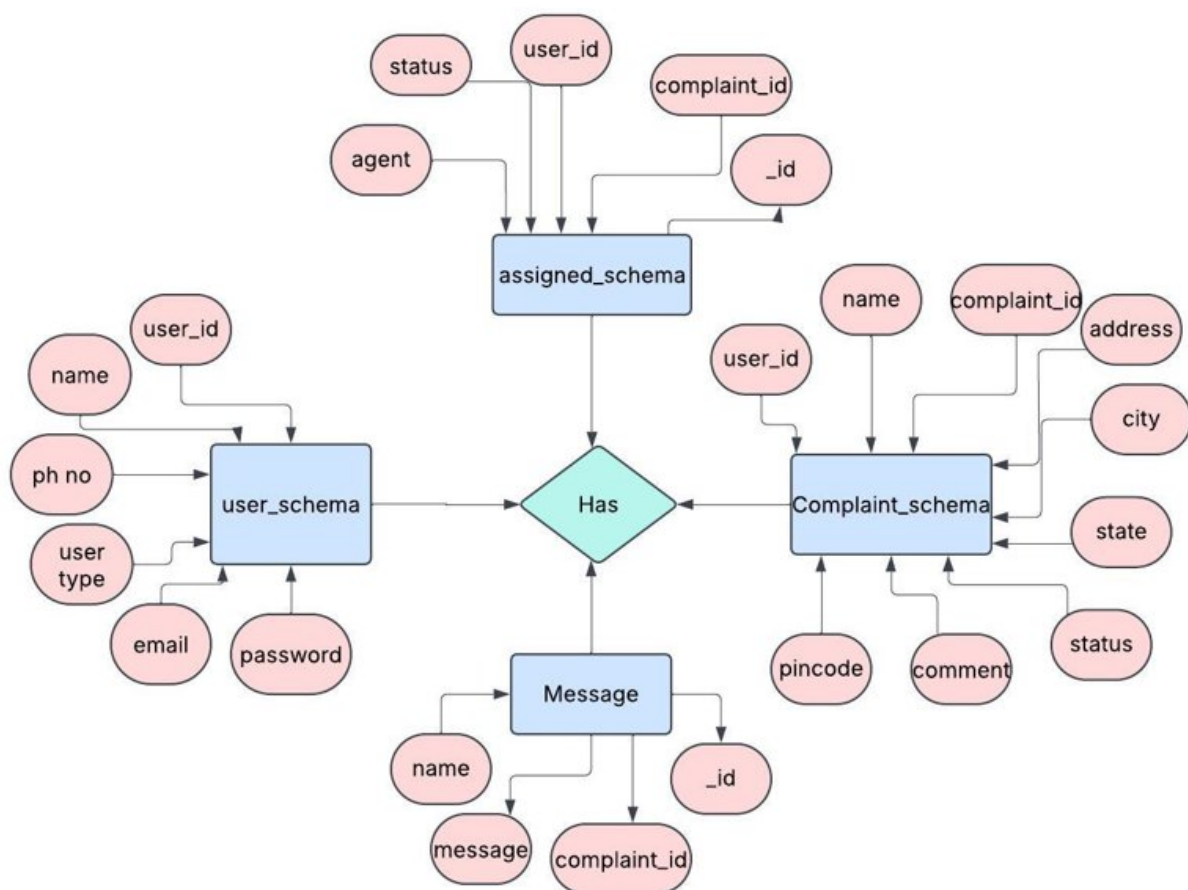 user_id
status
complaint_id
agent
_id
assigned_schema
name
complaint_id
user_id
address
user_id
name
city
ph no
user_schema
Has
Complaint_schema
state
user
type
email
password
pincode
comment
status
Message
name
_id
message
complaint_id